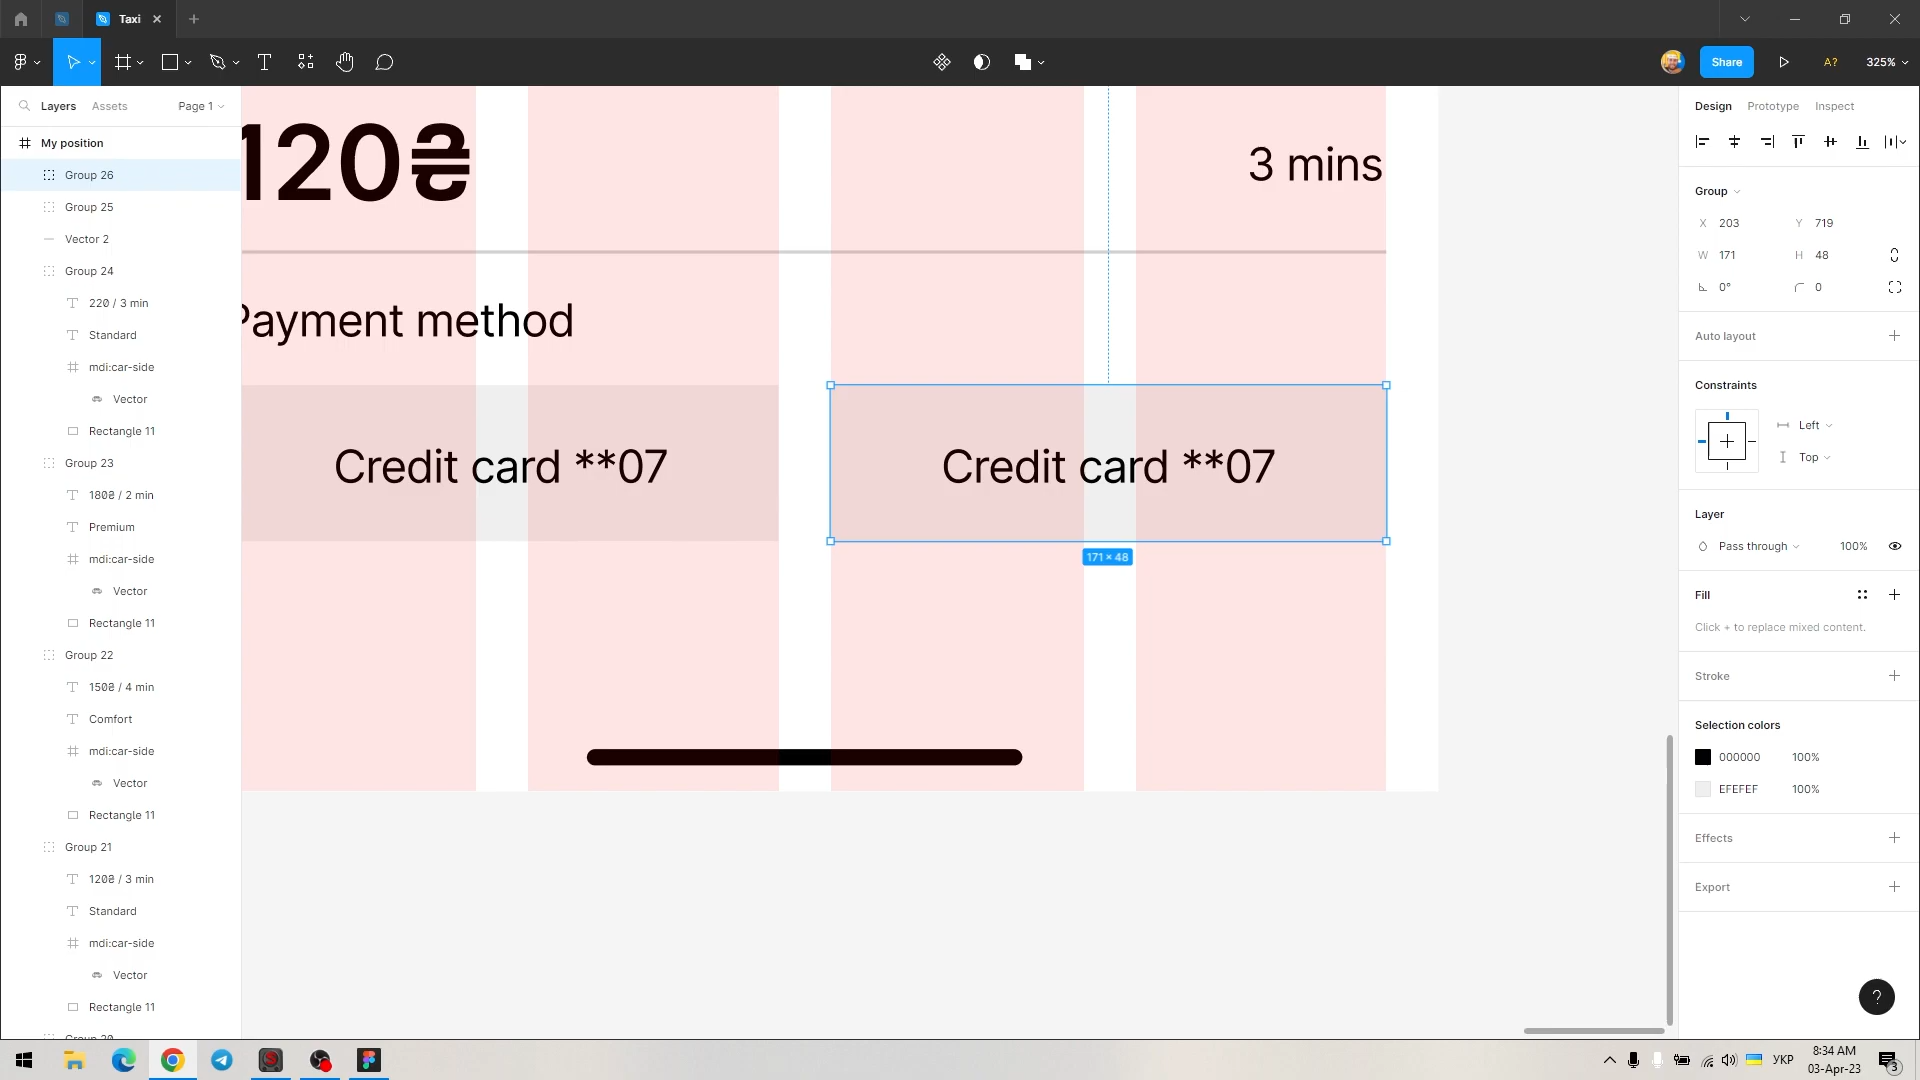 Taxi
Share
A?
325%
Layers
Assets
Page 1
Design
Prototype
Inspect
My position
Group 26
Group 25
Vector 2
Group 24
220 / 3 min
Standard
mdi:car-side
Vector
Rectangle 11
Group 23
180₴ / 2 min
Premium
mdi:car-side
Vector
Rectangle 11
Group 22
150₴ / 4 min
Comfort
mdi:car-side
Vector
Rectangle 11
Group 21
120₴ / 3 min
Standard
mdi:car-side
Vector
Rectangle 11
Group 20
120₴
3 mins
Payment method
Credit card **07
Credit card **07
171 × 48
Group
X 203
Y 719
W 171
H 48
0°
0
Auto layout
Constraints
Left
Top
Layer
Pass through
100%
Fill
Click + to replace mixed content.
Stroke
Selection colors
000000
100%
EFEFEF
100%
Effects
Export
?
УКР
8:34 AM
03-Apr-23
3